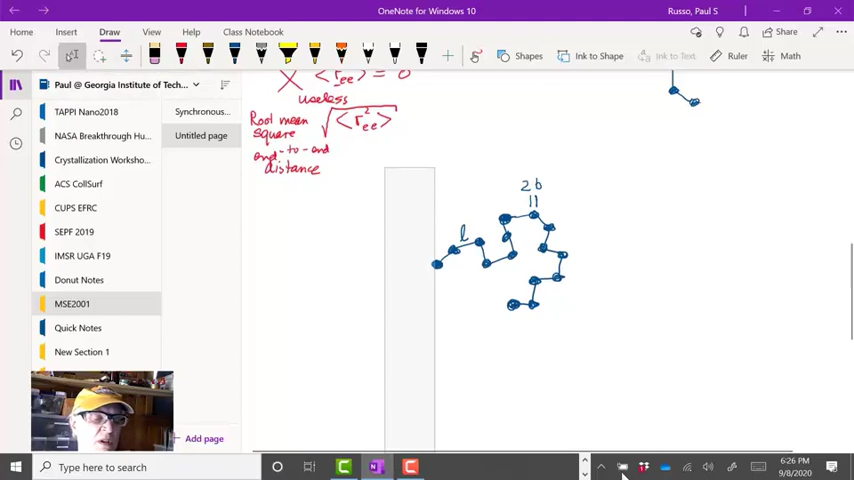 OneNote for Windows 10
Russo, Paul S
Home
Insert
Draw
View
Help
Class Notebook
Share
Shapes
Ink to Shape
Ink to Text
Ruler
Math
Paul @ Georgia Institute of Tech...
TAPPI Nano2018
NASA Breakthrough Hu...
Crystallization Worksho...
ACS CollSurf
CUPS EFRC
SEPF 2019
IMSR UGA F19
Donut Notes
MSE2001
Quick Notes
New Section 1
Add page
Synchronous...
Untitled page
<r ee> = 0
useless
Root mean
square
√<r²ee>
end-to-end
distance
l
Type here to search
6:26 PM
9/8/2020